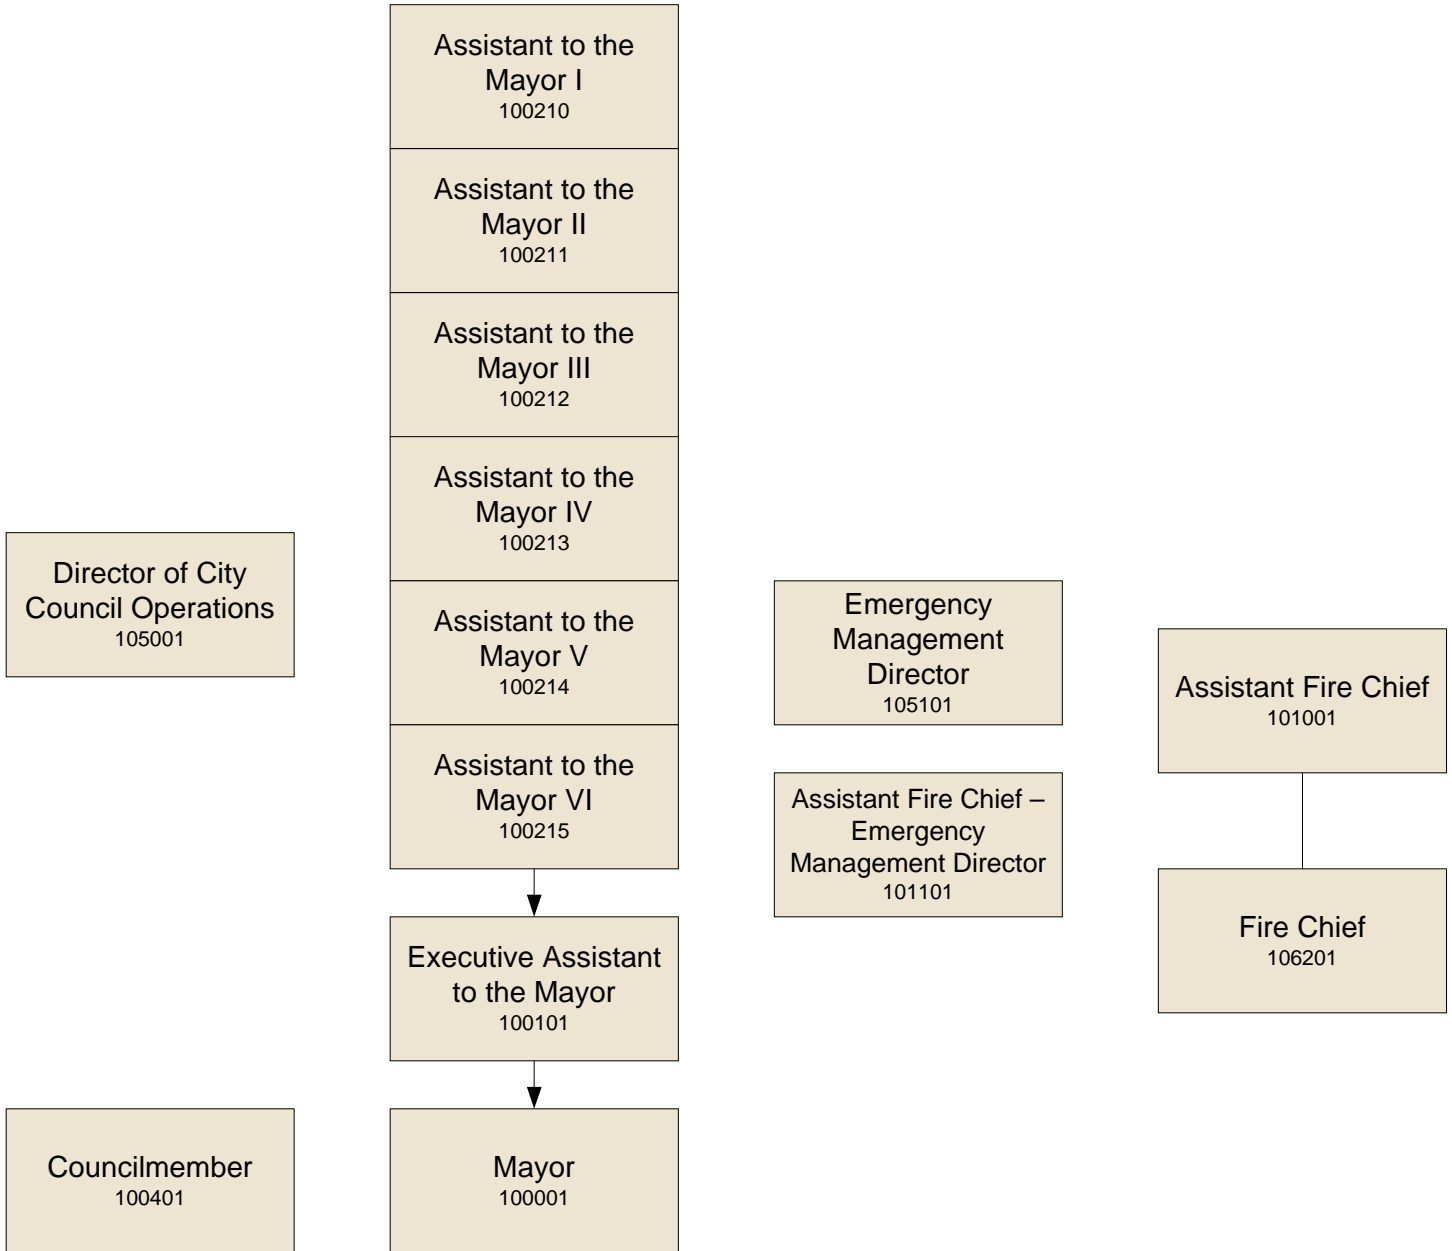 Assistant to the
Mayor I
100210
Assistant to the
Mayor II
100211
Assistant to the
Mayor III
100212
Assistant to the
Mayor IV
100213
Director of City
Council Operations
105001
Assistant to the
Mayor V
100214
Emergency
Management
Director
105101
Assistant Fire Chief
101001
Assistant to the
Mayor VI
100215
Assistant Fire Chief –
Emergency
Management Director
101101
Executive Assistant
to the Mayor
100101
Fire Chief
106201
Councilmember
100401
Mayor
100001